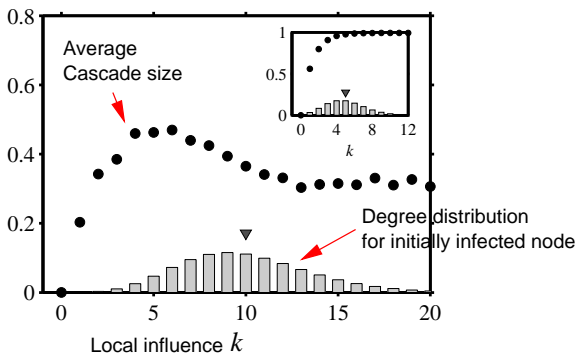 0.8
0.6
0.4
0.2
0
Average
Cascade size
1
0.5
0
0 4 8 12
k
Degree distribution
for initially infected node
0 5 10 15 20
Local influence k